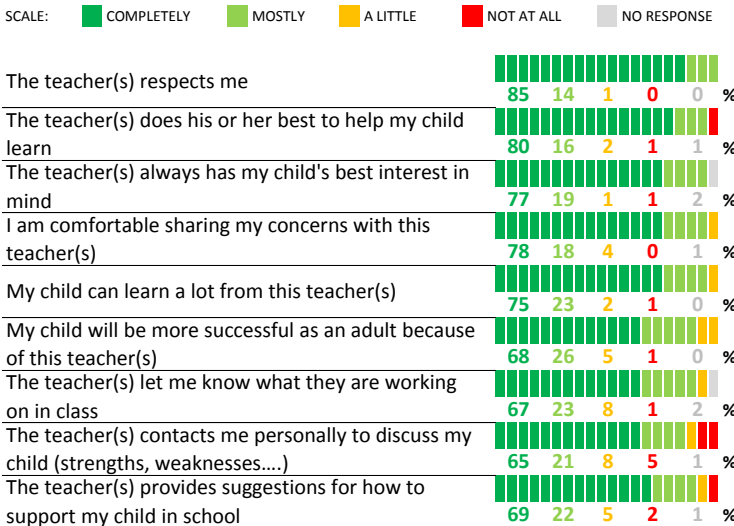 SCALE: COMPLETELY MOSTLY A LITTLE NOT AT ALL NO RESPONSE
The teacher(s) respects me
85 14 1 0 0 %
The teacher(s) does his or her best to help my child
learn
80 16 2 1 1 %
The teacher(s) always has my child's best interest in
mind
77 19 1 1 2 %
I am comfortable sharing my concerns with this
teacher(s)
78 18 4 0 1 %
My child can learn a lot from this teacher(s)
75 23 2 1 0 %
My child will be more successful as an adult because
of this teacher(s)
68 26 5 1 0 %
The teacher(s) let me know what they are working
on in class
67 23 8 1 2 %
The teacher(s) contacts me personally to discuss my
child (strengths, weaknesses....)
65 21 8 5 1 %
The teacher(s) provides suggestions for how to
support my child in school
69 22 5 2 1 %